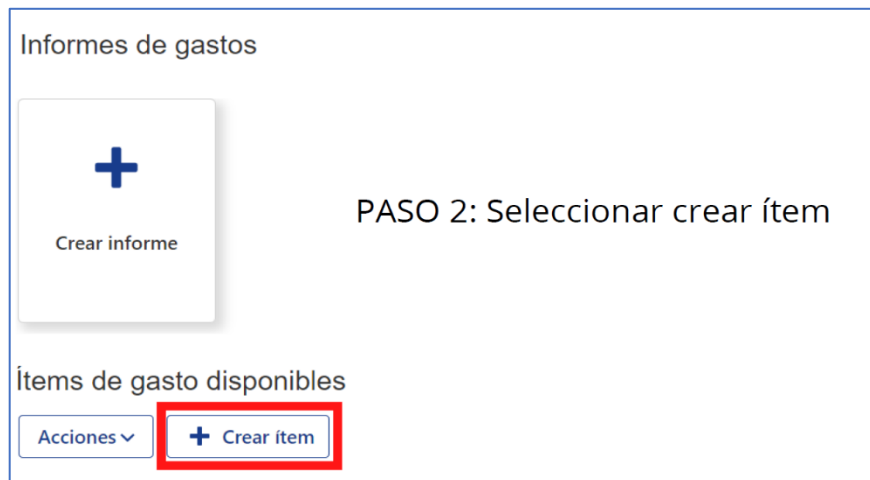 Informes de gastos
Crear informe
PASO 2: Seleccionar crear ítem
Ítems de gasto disponibles
Acciones
Crear ítem